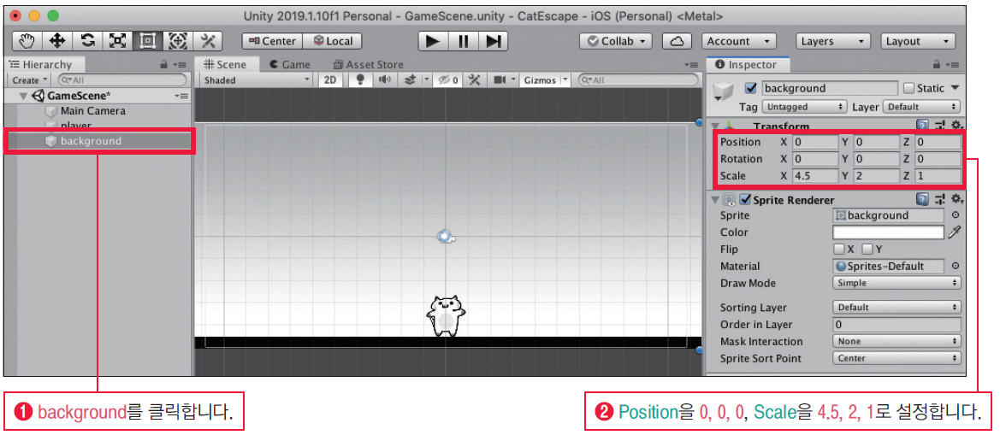 Unity 2019.1.10f1 Personal - GameScene.unity - CatEscape - iOS (Personal) <Metal>
Center Local Collab Account Layers Layout
Hierarchy
Create All
GameScene*
Main Camera
player
background
Scene Game Asset Store
Shaded 2D 0 Gizmos All
Inspector
background Static
Tag Untagged Layer Default
Transform
Position X 0 Y 0 Z 0
Rotation X 0 Y 0 Z 0
Scale X 4.5 Y 2 Z 1
Sprite Renderer
Sprite background
Color
Flip X Y
Material Sprites-Default
Draw Mode Simple
Sorting Layer Default
Order in Layer 0
Mask Interaction None
Sprite Sort Point Center
❶ background를 클릭합니다.
❷ Position을 0, 0, 0, Scale을 4.5, 2, 1로 설정합니다.